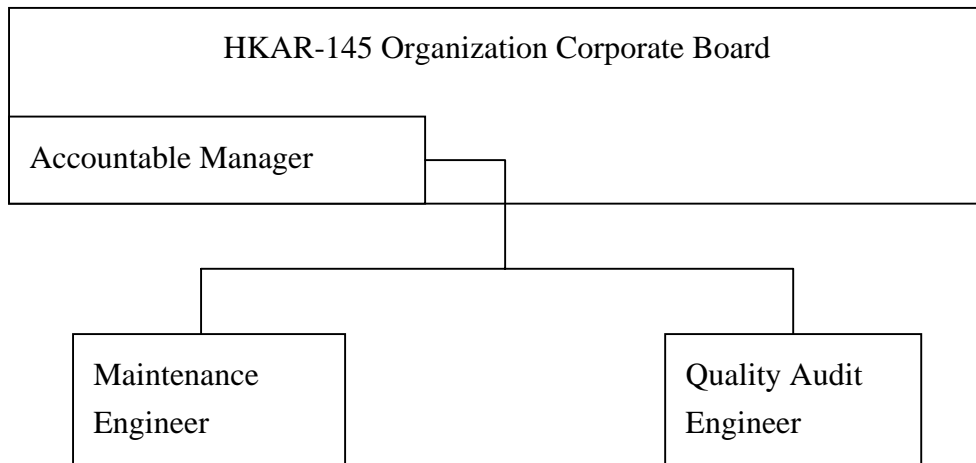 HKAR-145 Organization Corporate Board
Accountable Manager
Maintenance
Engineer
Quality Audit
Engineer